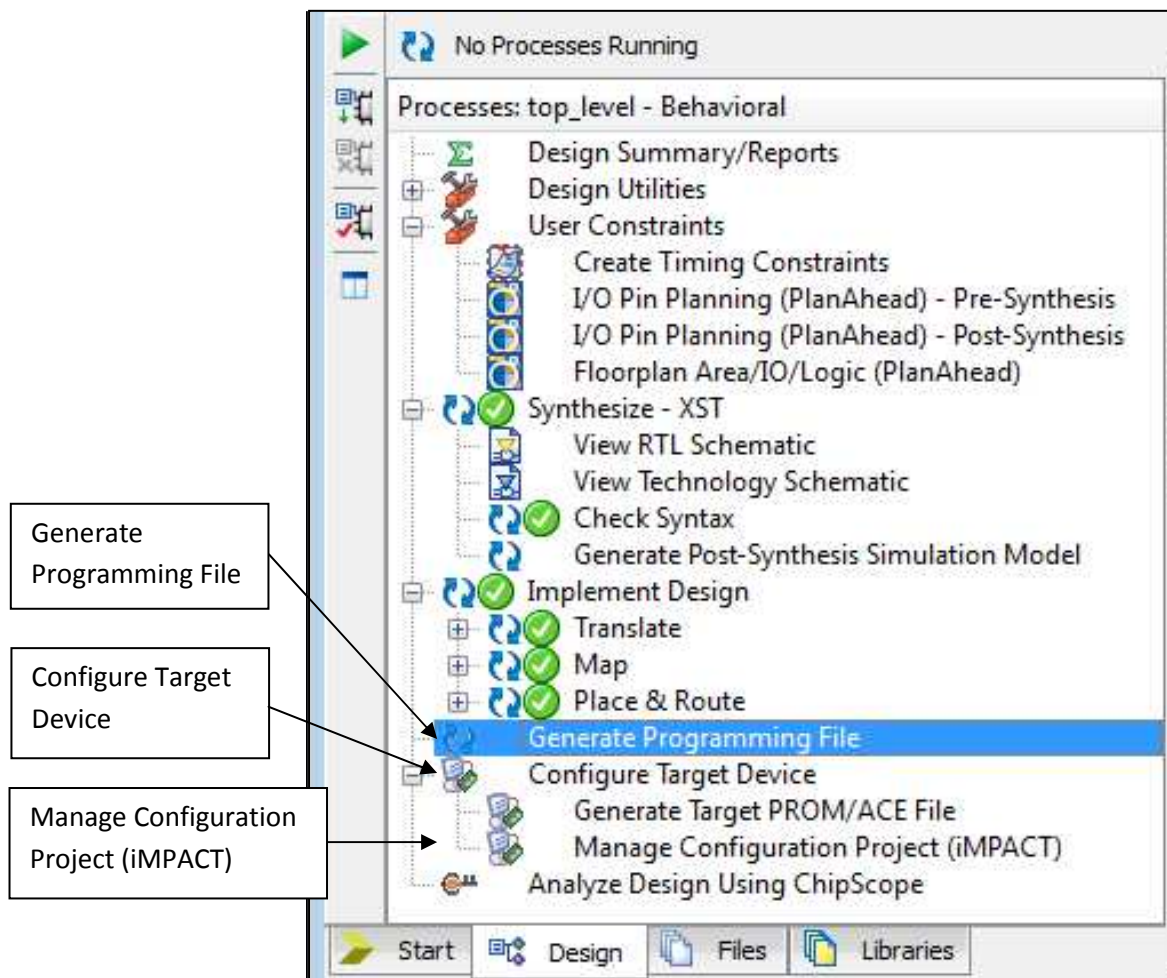 No Processes Running
Processes: top_level - Behavioral
Design Summary/Reports
Design Utilities
User Constraints
Create Timing Constraints
I/O Pin Planning (PlanAhead) - Pre-Synthesis
I/O Pin Planning (PlanAhead) - Post-Synthesis
Floorplan Area/IO/Logic (PlanAhead)
Synthesize - XST
View RTL Schematic
View Technology Schematic
Check Syntax
Generate Post-Synthesis Simulation Model
Implement Design
Translate
Map
Place & Route
Generate Programming File
Configure Target Device
Generate Target PROM/ACE File
Manage Configuration Project (iMPACT)
Analyze Design Using ChipScope
Start
Design
Files
Libraries
Generate
Programming File
Configure Target
Device
Manage Configuration
Project (iMPACT)